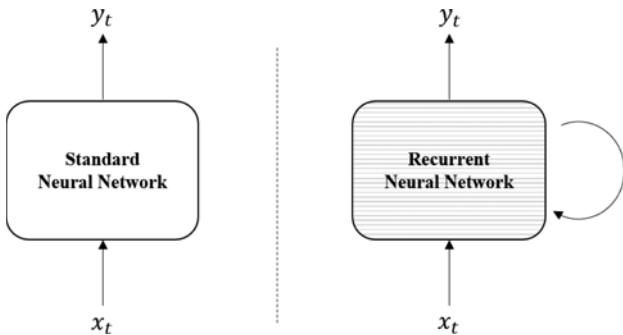 y_t
y_t
Standard
Neural Network
Recurrent
Neural Network
x_t
x_t